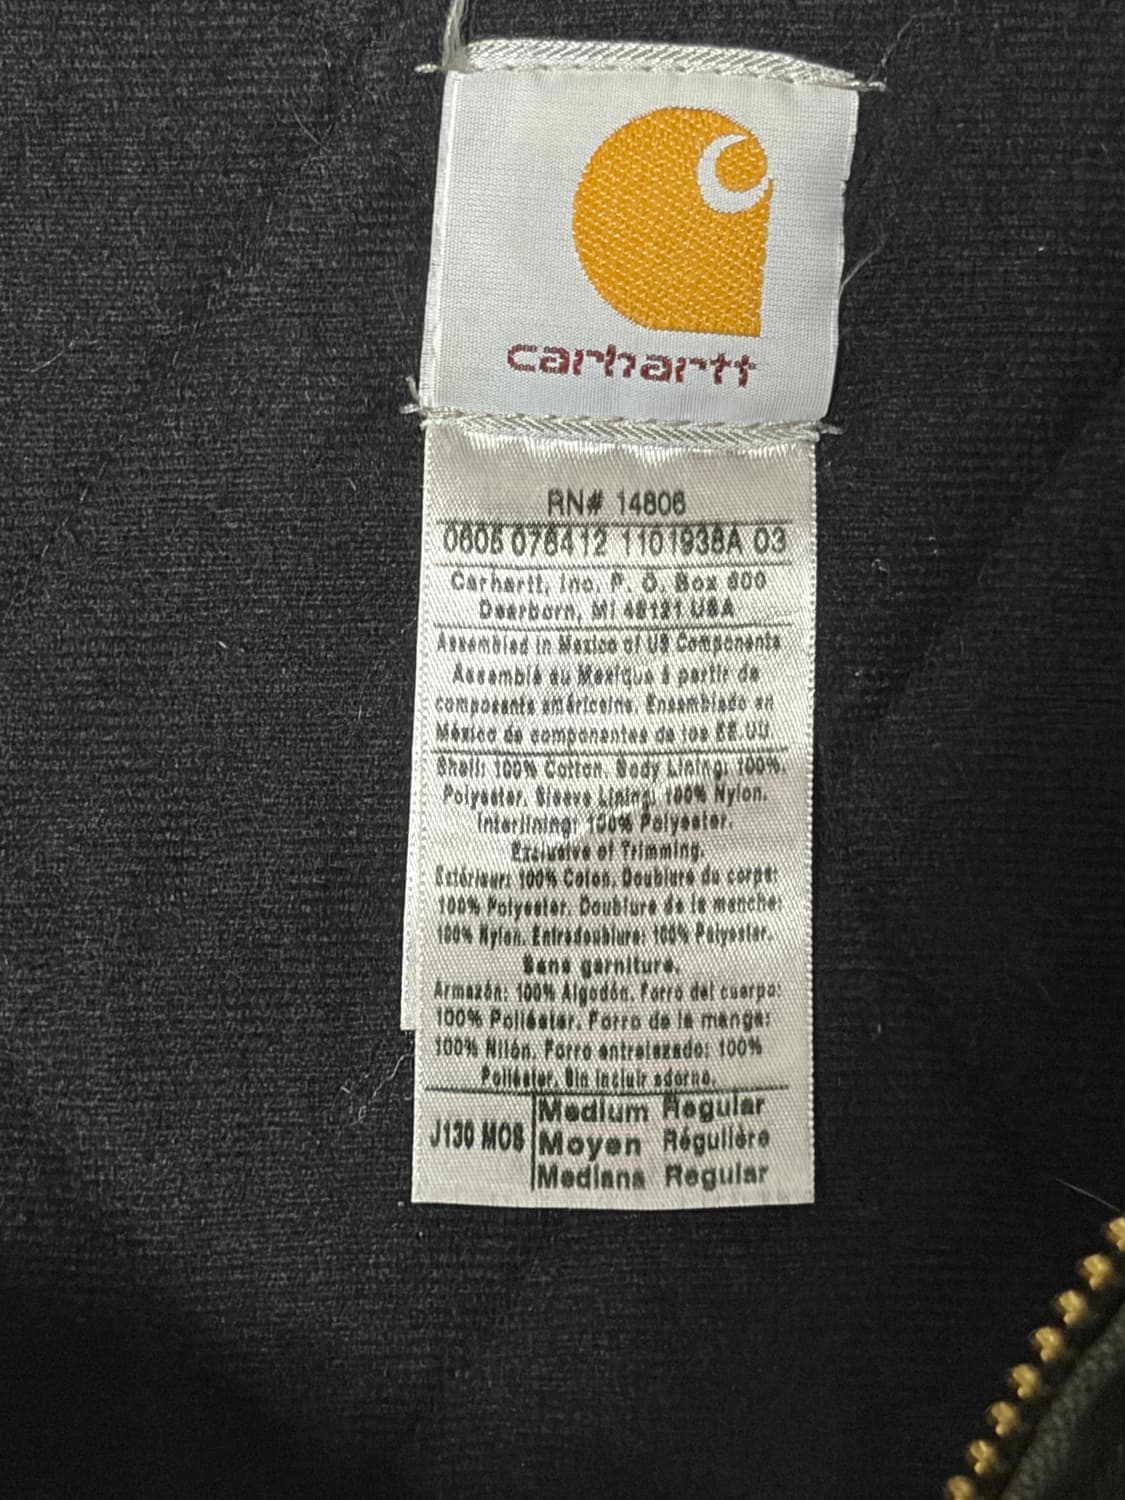 carhartt
RN# 14806
0605 076412 1101938A 03
Carhartt, Inc. P. O. Box 600
Dearborn, MI 48121 USA
Assembled in Mexico of US Components
Assemblé au Mexique à partir de
composants américains. Ensamblado en
México de componentes de los EE.UU.
Shell: 100% Cotton. Body Lining: 100%
Polyester. Sleeve Lining: 100% Nylon.
Interlining: 100% Polyester.
Exclusive of Trimming.
Extérieur: 100% Coton. Doublure du corps:
100% Polyester. Doublure de la manche:
100% Nylon. Entredoublure: 100% Polyester.
Sans garniture.
Armazón: 100% Algodón. Forro del cuerpo:
100% Poliéster. Forro de la manga:
100% Nilón. Forro entrelazado: 100%
Poliéster. Sin incluir adorno.
J130 MOS
Medium Regular
Moyen Régulière
Mediana Regular